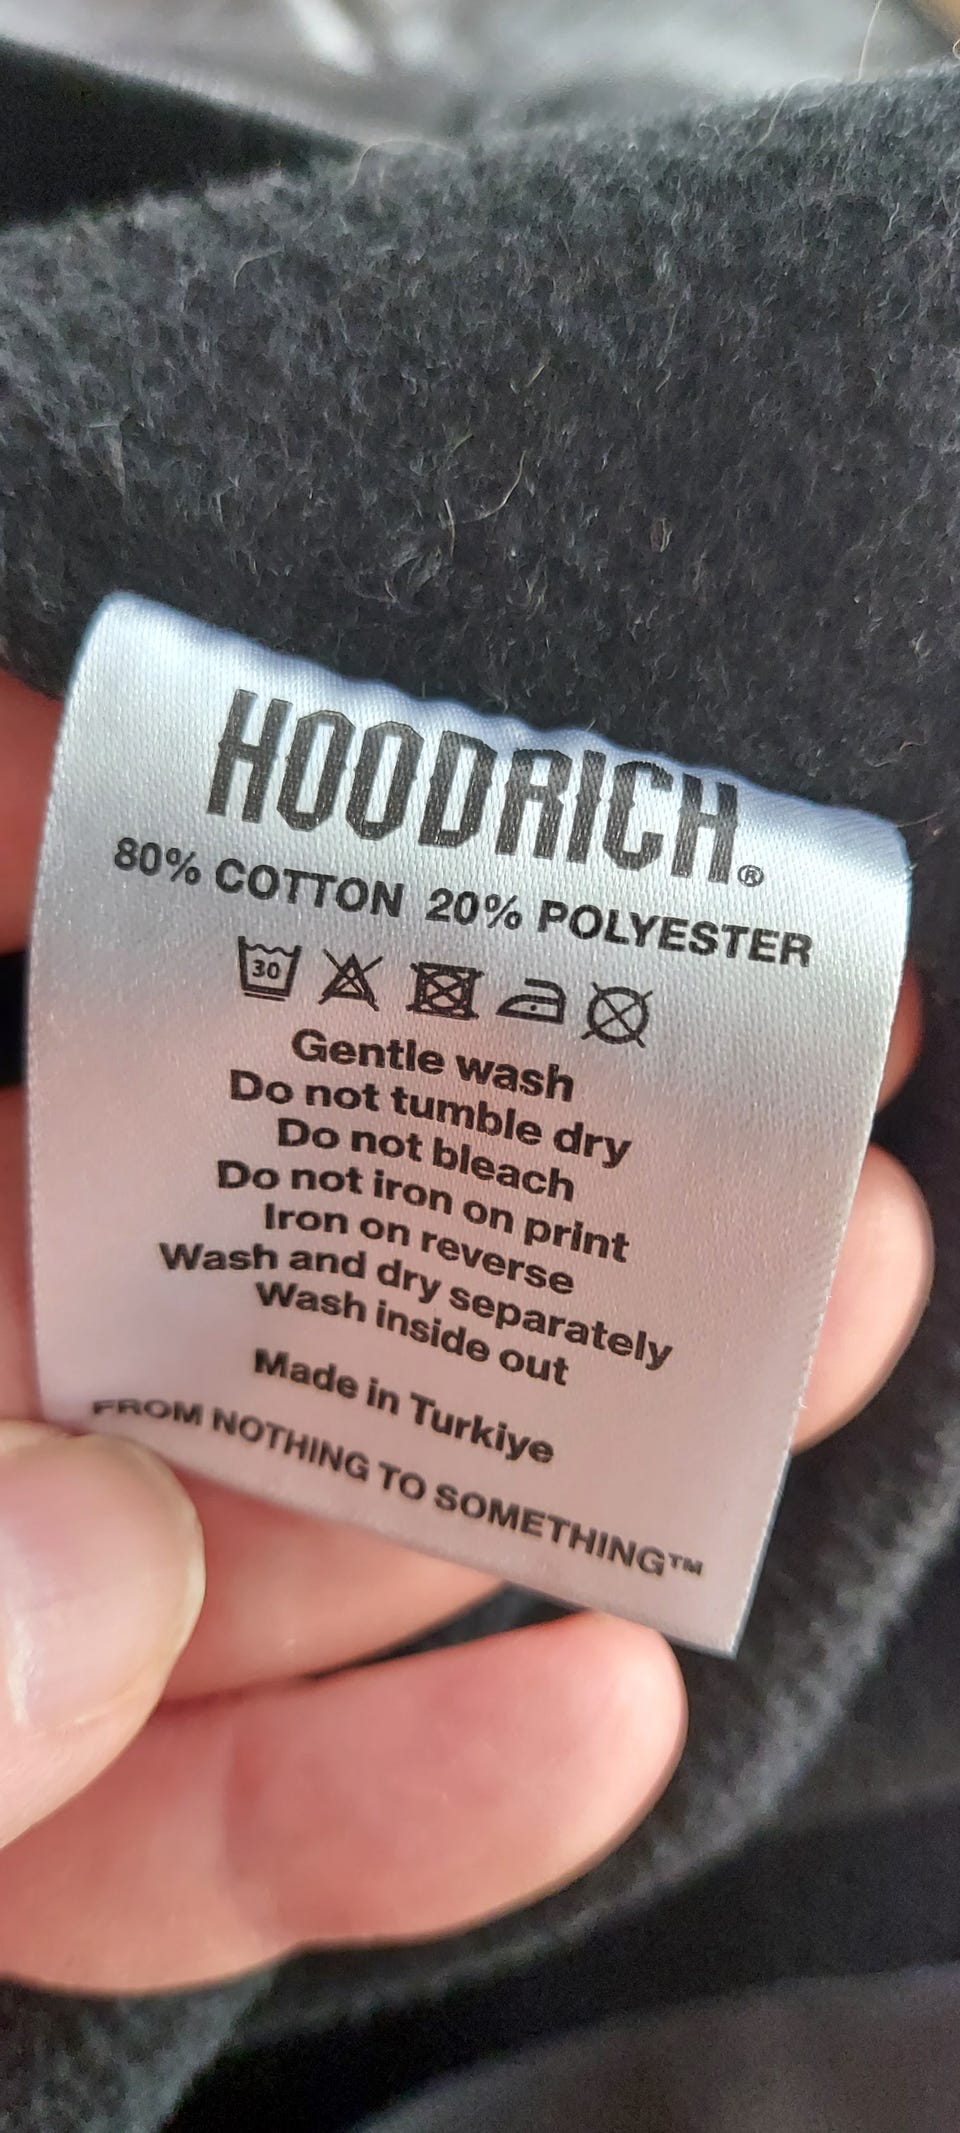 HOODRICH®
80% COTTON 20% POLYESTER
30
Gentle wash
Do not tumble dry
Do not bleach
Do not iron on print
Iron on reverse
Wash and dry separately
Wash inside out
Made in Turkiye
FROM NOTHING TO SOMETHING™